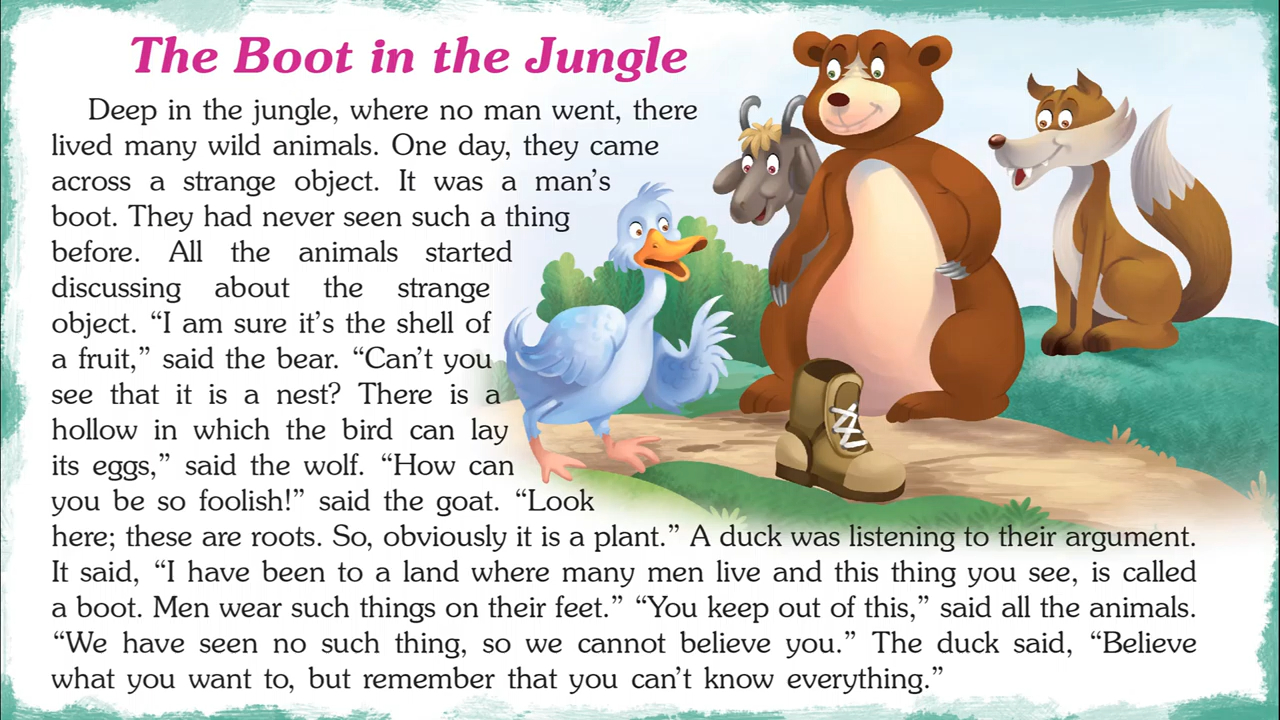 The Boot in the Jungle
Deep in the jungle, where no man went, there
lived many wild animals. One day, they came
across a strange object. It was a man’s
boot. They had never seen such a thing
before. All the animals started
discussing about the strange
object. “I am sure it’s the shell of
a fruit,” said the bear. “Can’t you
see that it is a nest? There is a
hollow in which the bird can lay
its eggs,” said the wolf. “How can
you be so foolish!” said the goat. “Look
here; these are roots. So, obviously it is a plant.” A duck was listening to their argument.
It said, “I have been to a land where many men live and this thing you see, is called
a boot. Men wear such things on their feet.” “You keep out of this,” said all the animals.
“We have seen no such thing, so we cannot believe you.” The duck said, “Believe
what you want to, but remember that you can’t know everything.”